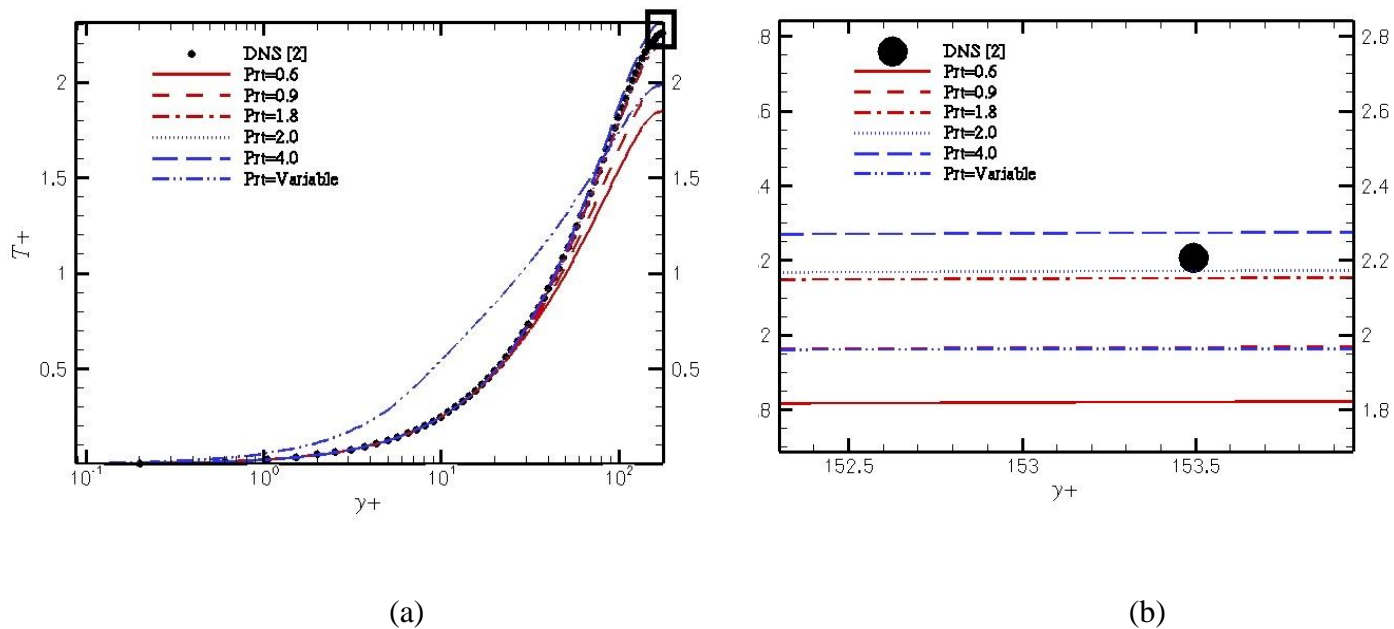 DNS [2]
Prt=0.6
Prt=0.9
Prt=1.8
Prt=2.0
Prt=4.0
Prt=Variable
2
1.5
1
0.5
T+
2
1.5
1
0.5
10-1
100
101
102
y+
(a)
DNS [2]
Prt=0.6
Prt=0.9
Prt=1.8
Prt=2.0
Prt=4.0
Prt=Variable
.8
.6
.4
.2
2
.8
2.8
2.6
2.4
2.2
2
1.8
152.5
153
153.5
y+
(b)